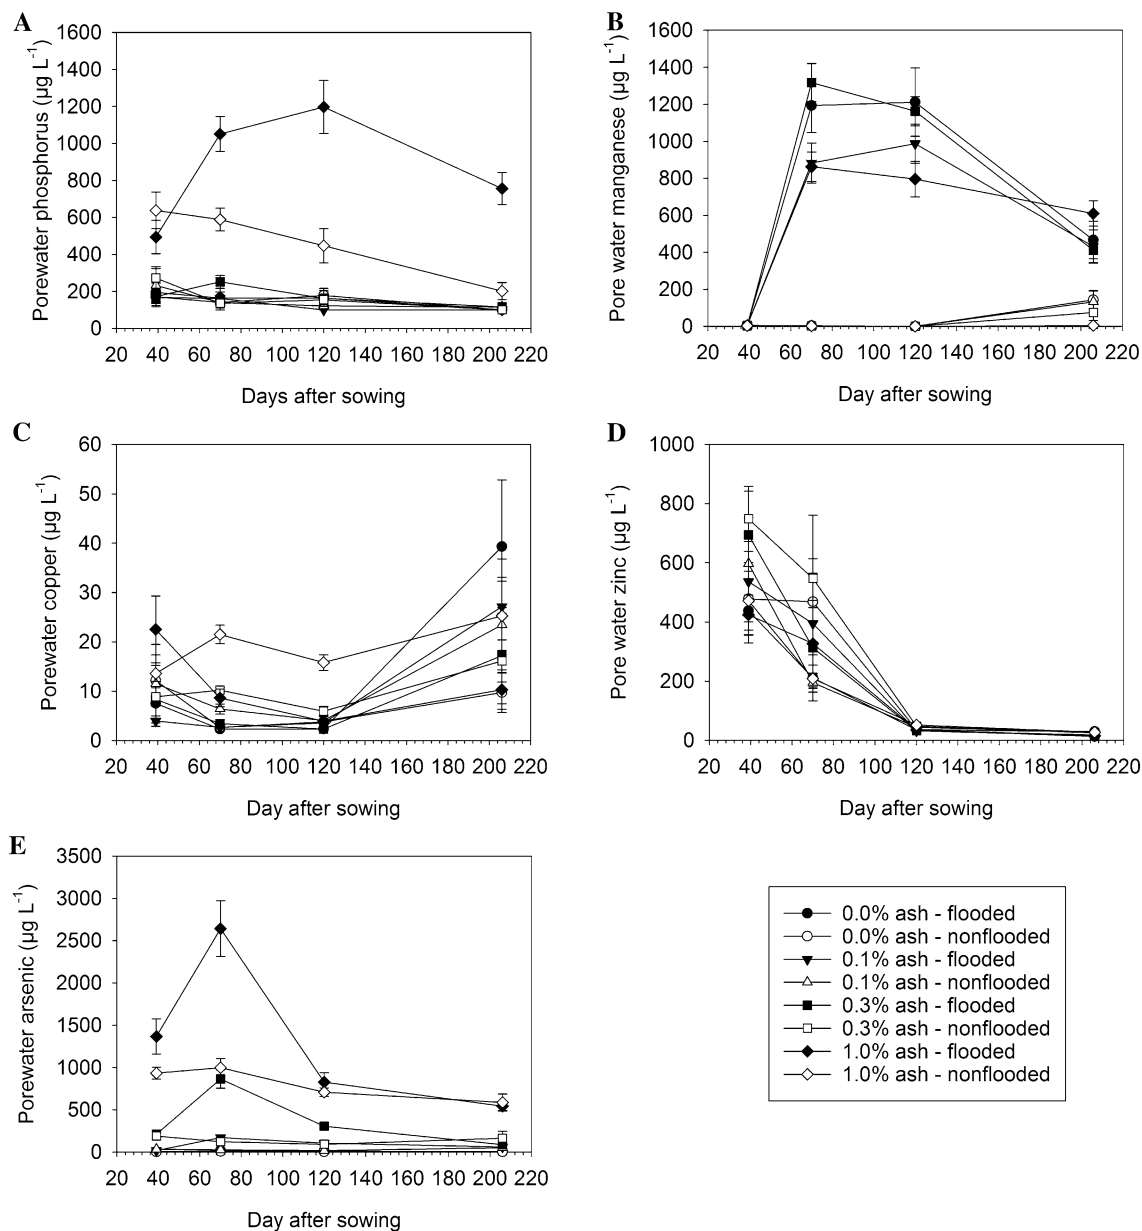 A
1600
1400
1200
1000
800
600
400
200
0
Porewater phosphorus (µg L-1)
20 40 60 80 100 120 140 160 180 200 220
Days after sowing
B
1600
1400
1200
1000
800
600
400
200
0
Pore water manganese (µg L-1)
20 40 60 80 100 120 140 160 180 200 220
Day after sowing
C
60
50
40
30
20
10
0
Porewater copper (µg L-1)
20 40 60 80 100 120 140 160 180 200 220
Day after sowing
D
1000
800
600
400
200
0
Pore water zinc (µg L-1)
20 40 60 80 100 120 140 160 180 200 220
Day after sowing
E
3500
3000
2500
2000
1500
1000
500
0
Porewater arsenic (µg L-1)
20 40 60 80 100 120 140 160 180 200 220
Day after sowing
0.0% ash - flooded
0.0% ash - nonflooded
0.1% ash - flooded
0.1% ash - nonflooded
0.3% ash - flooded
0.3% ash - nonflooded
1.0% ash - flooded
1.0% ash - nonflooded